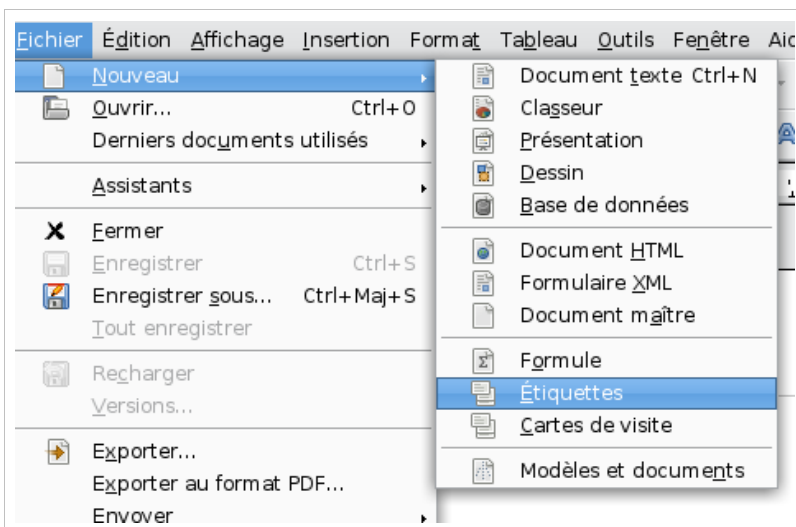 Fichier Édition Affichage Insertion Format Tableau Outils Fenêtre Aid
Nouveau
Ouvrir... Ctrl+O
Derniers documents utilisés
Assistants
Fermer
Enregistrer Ctrl+S
Enregistrer sous... Ctrl+Maj+S
Tout enregistrer
Recharger
Versions...
Exporter...
Exporter au format PDF...
Envoyer
Document texte Ctrl+N
Classeur
Présentation
Dessin
Base de données
Document HTML
Formulaire XML
Document maître
Formule
Étiquettes
Cartes de visite
Modèles et documents